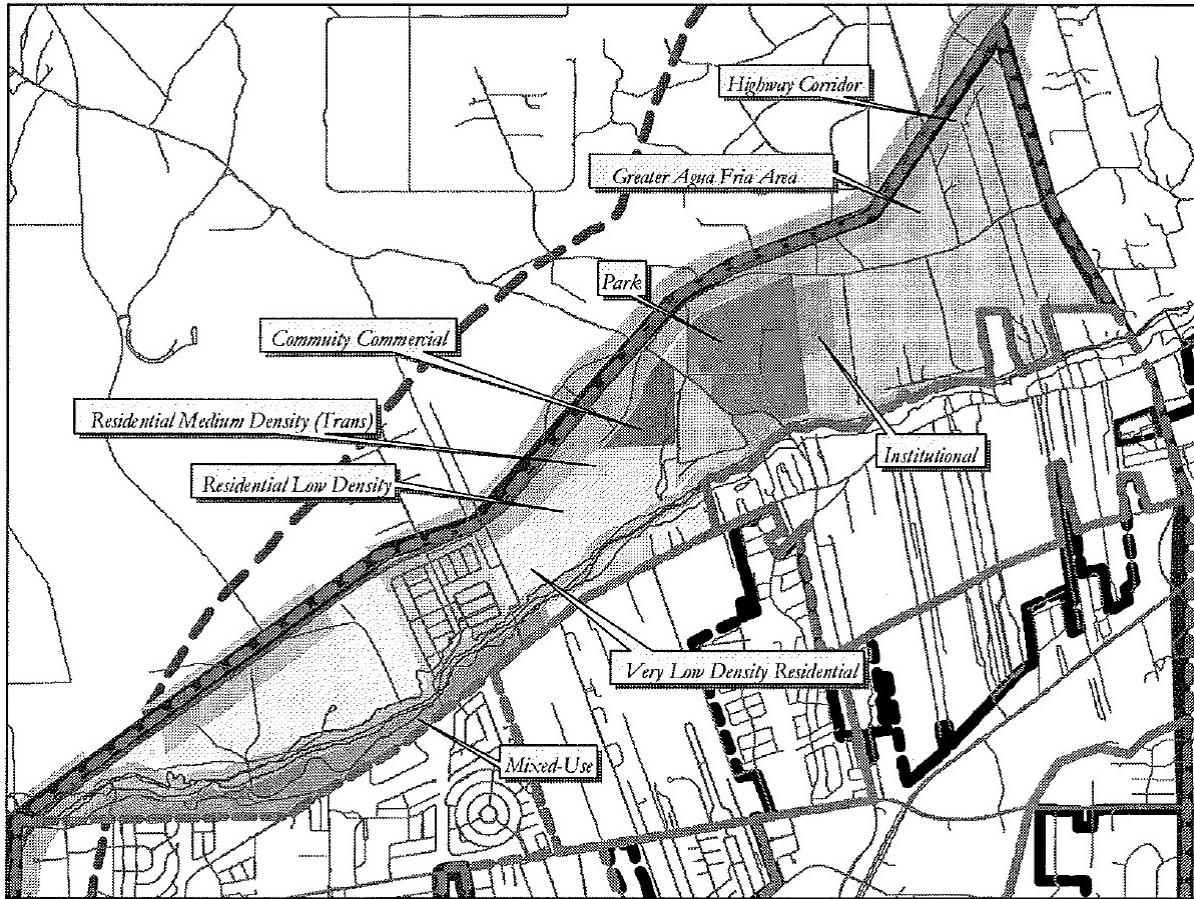 Highway Corridor
Greater Agua Fria Area
Park
Commuity Commercial
Residential Medium Density (Trans)
Institutional
Residential Low Density
Very Low Density Residential
Mixed-Use